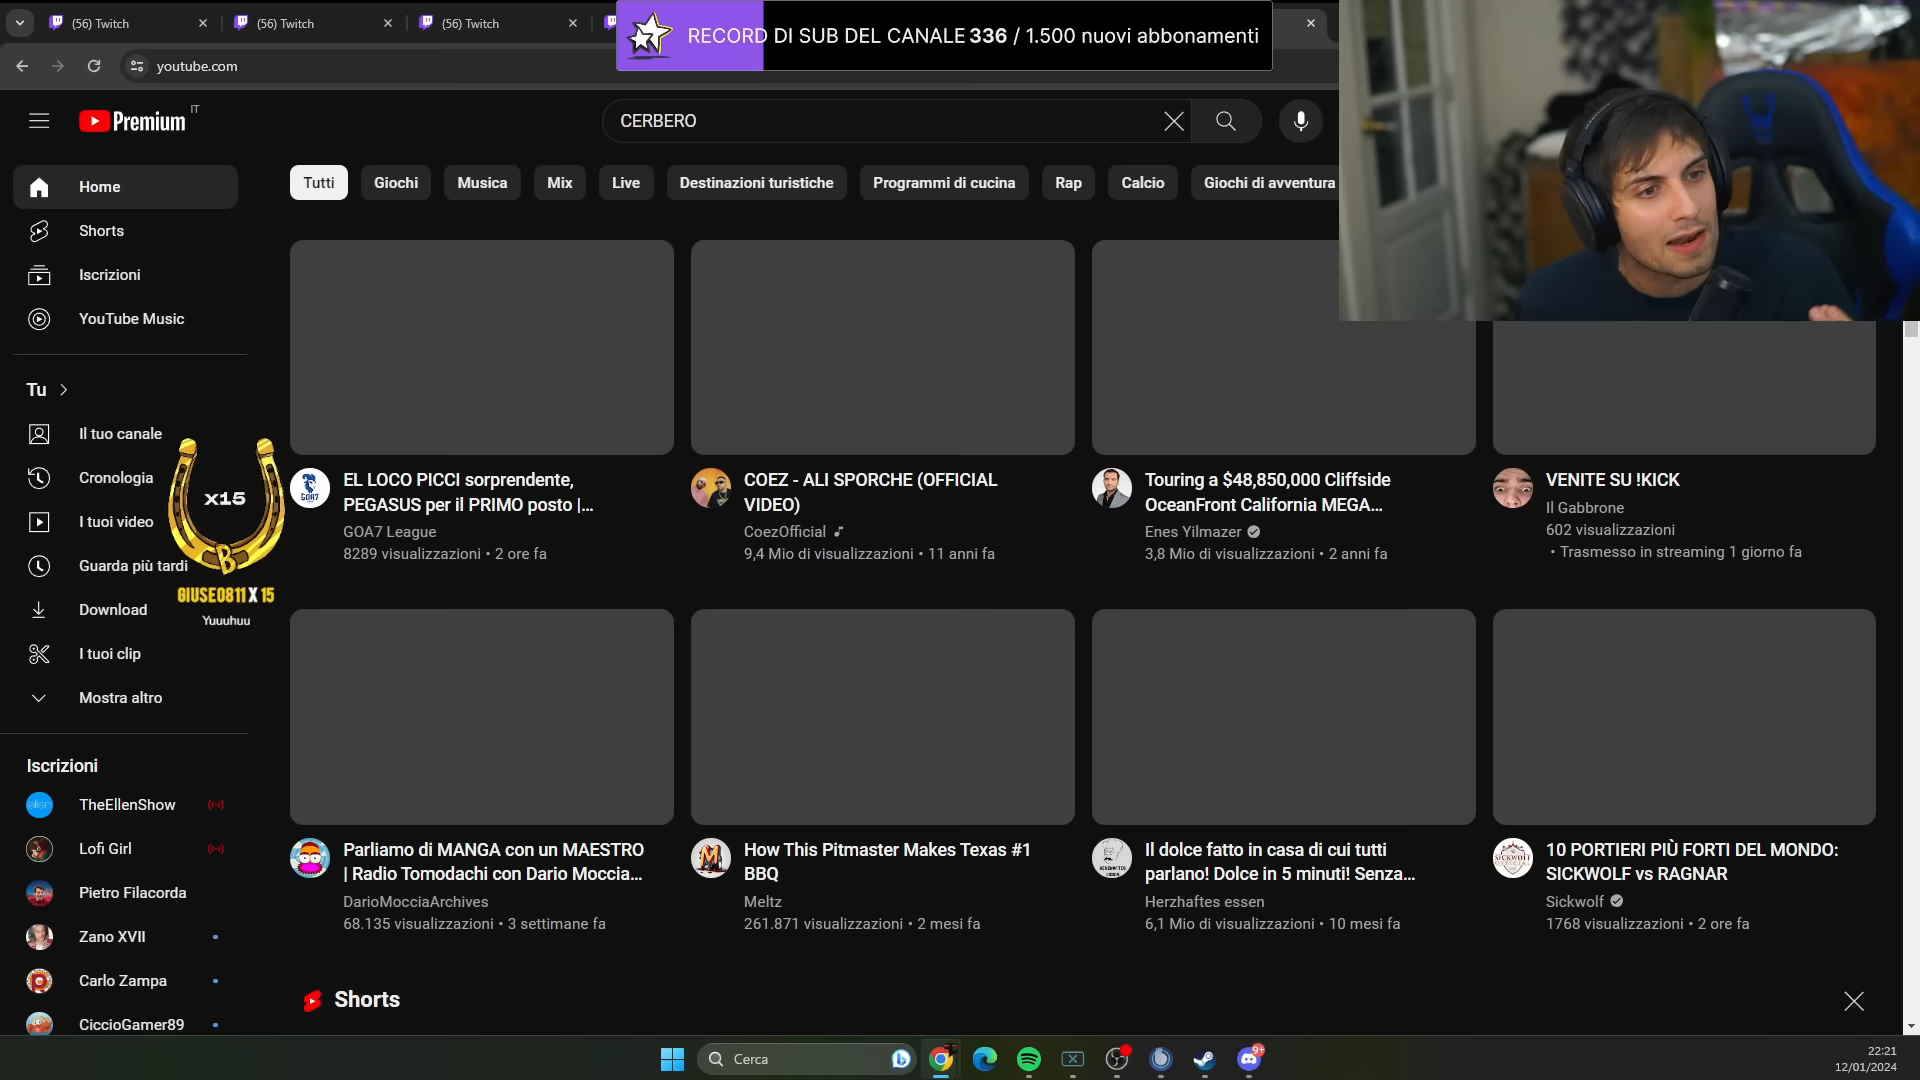 (56) Twitch
(56) Twitch
(56) Twitch
RECORD DI SUB DEL CANALE 336 / 1.500 nuovi abbonamenti
youtube.com
Premium IT
CERBERO
Home
Shorts
Iscrizioni
YouTube Music
Tu
Il tuo canale
Cronologia
I tuoi video
Guarda più tardi
Download
I tuoi clip
Mostra altro
Iscrizioni
TheEllenShow
Lofi Girl
Pietro Filacorda
Zano XVII
Carlo Zampa
CiccioGamer89
x15
B
GIUSE0811 X 15
Yuuuhuu
Tutti
Giochi
Musica
Mix
Live
Destinazioni turistiche
Programmi di cucina
Rap
Calcio
Giochi di avventura
GOA7
EL LOCO PICCI sorprendente,
PEGASUS per il PRIMO posto |...
GOA7 League
8289 visualizzazioni • 2 ore fa
COEZ - ALI SPORCHE (OFFICIAL
VIDEO)
CoezOfficial
9,4 Mio di visualizzazioni • 11 anni fa
Touring a $48,850,000 Cliffside
OceanFront California MEGA...
Enes Yilmazer
3,8 Mio di visualizzazioni • 2 anni fa
VENITE SU !KICK
Il Gabbrone
602 visualizzazioni
• Trasmesso in streaming 1 giorno fa
Parliamo di MANGA con un MAESTRO
| Radio Tomodachi con Dario Moccia...
DarioMocciaArchives
68.135 visualizzazioni • 3 settimane fa
How This Pitmaster Makes Texas #1
BBQ
Meltz
261.871 visualizzazioni • 2 mesi fa
Il dolce fatto in casa di cui tutti
parlano! Dolce in 5 minuti! Senza...
Herzhaftes essen
6,1 Mio di visualizzazioni • 10 mesi fa
SICKWOLF
10 PORTIERI PIÙ FORTI DEL MONDO:
SICKWOLF vs RAGNAR
Sickwolf
1768 visualizzazioni • 2 ore fa
Shorts
Cerca
9+
22:21
12/01/2024